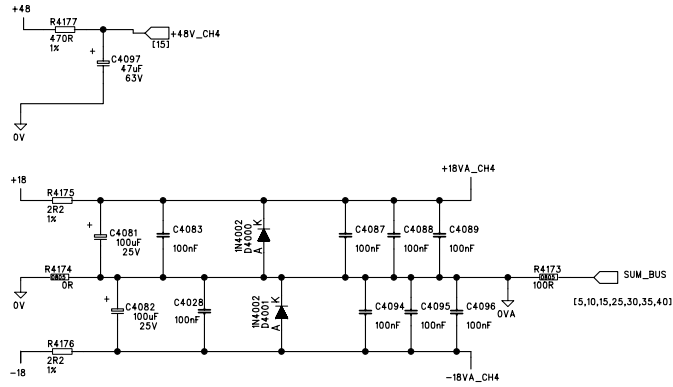 +48
R4177
470R
1%
+48V_CH4
[15]
+
C4097
47uF
63V
0V
+18
R4175
2R2
1%
+18VA_CH4
+
C4081
100uF
25V
C4083
100nF
1N4002
D4000
K
A
C4087
100nF
C4088
100nF
C4089
100nF
R4174
0805
0R
0V
R4173
0805
100R
SUM_BUS
[5,10,15,25,30,35,40]
0VA
+
C4082
100uF
25V
C4028
100nF
1N4002
D4001
K
A
C4094
100nF
C4095
100nF
C4096
100nF
-18
R4176
2R2
1%
-18VA_CH4